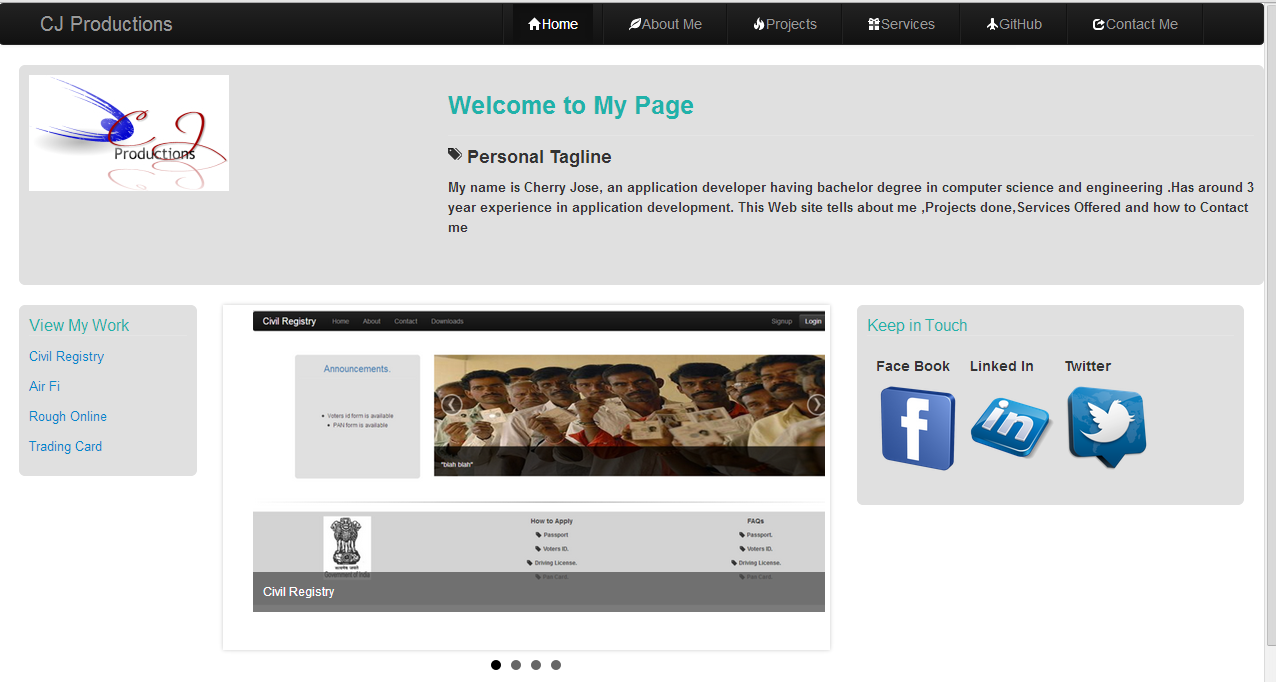 CJ Productions
Home
About Me
Projects
Services
GitHub
Contact Me
C J
Productions
Welcome to My Page
Personal Tagline
My name is Cherry Jose, an application developer having bachelor degree in computer science and engineering .Has around 3
year experience in application development. This Web site tells about me ,Projects done,Services Offered and how to Contact
me
View My Work
Civil Registry
Air Fi
Rough Online
Trading Card
Civil Registry
Home
About
Contact
Downloads
Signup
Login
Announcements.
Voters id form is available
PAN form is available
"blah blah"
Government of India
How to Apply
Passport
Voters ID.
Driving License.
Pan Card.
FAQs
Passport.
Voters ID.
Driving License.
Pan Card.
Civil Registry
Keep in Touch
Face Book
Linked In
Twitter
f
in